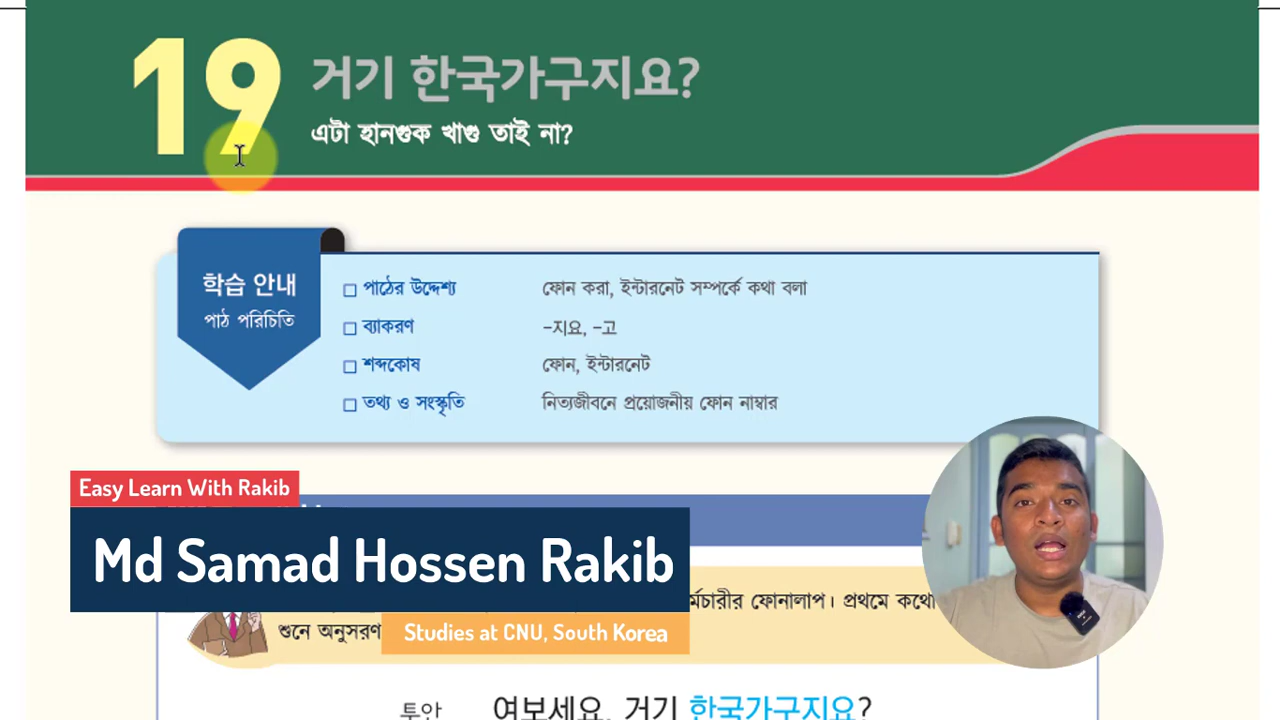 19
거기 한국가구지요?
এটা হানগুক খাগু তাই না?
학습 안내
পাঠ পরিচিতি
পাঠের উদ্দেশ্য ফোন করা, ইন্টারনেট সম্পর্কে কথা বলা
ব্যাকরণ –지요, –고
শব্দকোষ ফোন, ইন্টারনেট
তথ্য ও সংস্কৃতি নিত্যজীবনে প্রয়োজনীয় ফোন নাম্বার
Easy Learn With Rakib
Md Samad Hossen Rakib
র্মচারীর ফোনালাপ। প্রথমে কথো
শুনে অনুসরণ
Studies at CNU, South Korea
투안 여보세요. 거기 한국가구지요?